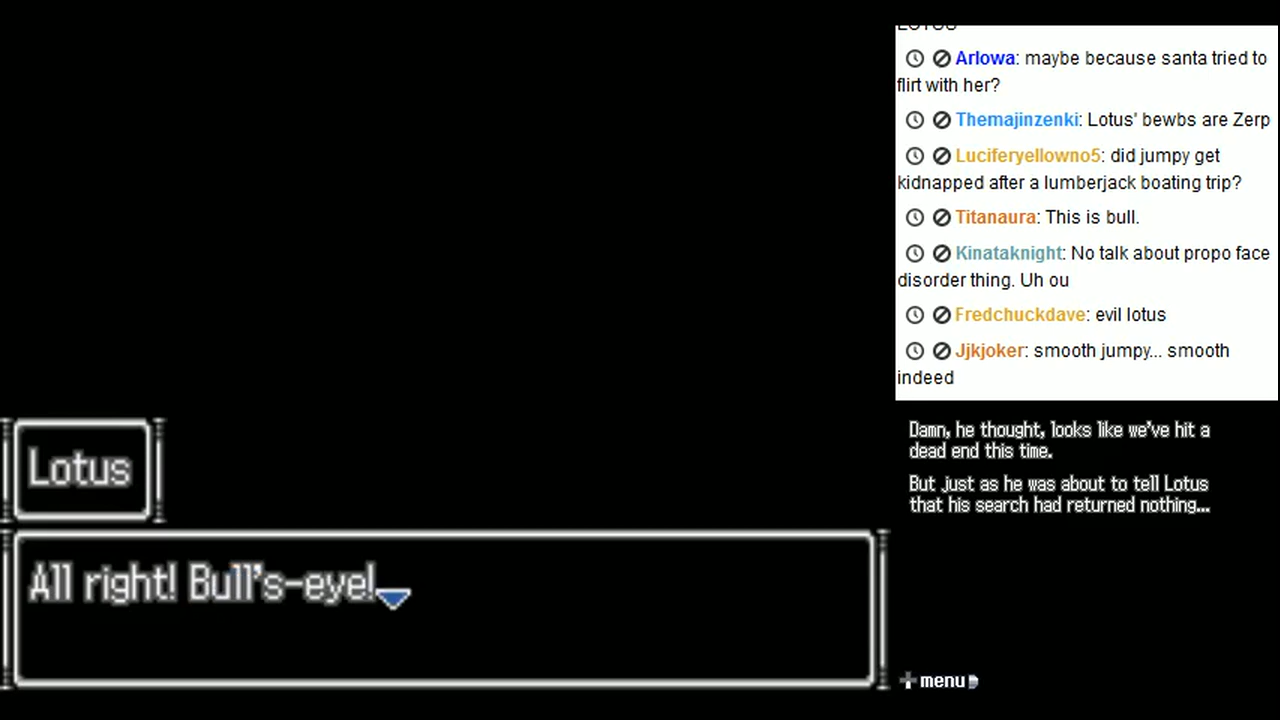 Arlowa: maybe because santa tried to
flirt with her?
Themajinzenki: Lotus' bewbs are Zerp
Luciferyellowno5: did jumpy get
kidnapped after a lumberjack boating trip?
Titanaura: This is bull.
Kinataknight: No talk about propo face
disorder thing. Uh ou
Fredchuckdave: evil lotus
Jjkjoker: smooth jumpy... smooth
indeed
Damn, he thought, looks like we've hit a
dead end this time.
But just as he was about to tell Lotus
that his search had returned nothing...
Lotus
All right! Bull's-eye!
menu